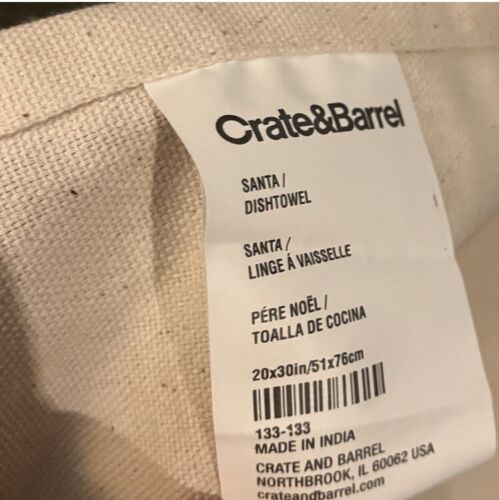 Crate&Barrel
SANTA /
DISHTOWEL
SANTA /
LINGE À VAISSELLE
PÉRE NOËL /
TOALLA DE COCINA
20x30in/51x76cm
133-133
MADE IN INDIA
CRATE AND BARREL
NORTHBROOK, IL 60062 USA
crateandbarrel.com